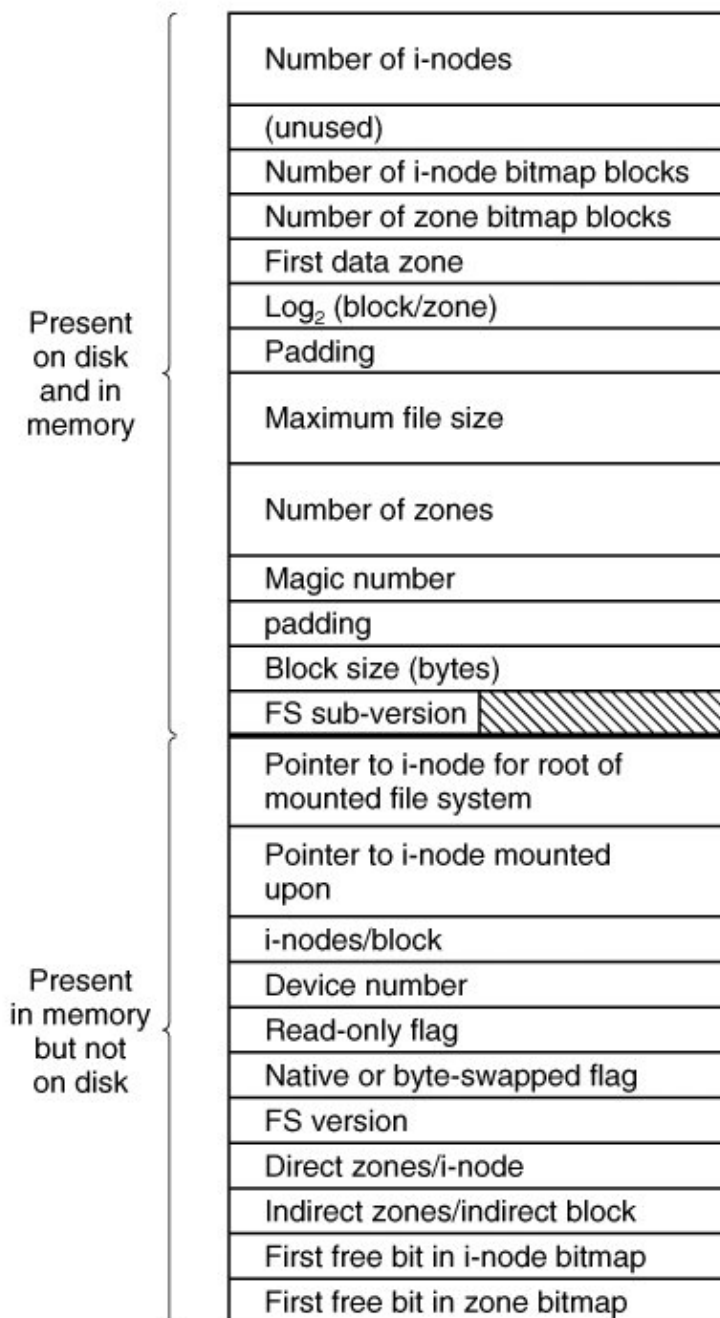 Number of i-nodes
(unused)
Number of i-node bitmap blocks
Number of zone bitmap blocks
First data zone
Log₂ (block/zone)
Padding
Present
on disk
and in
memory
Maximum file size
Number of zones
Magic number
padding
Block size (bytes)
FS sub-version
Pointer to i-node for root of
mounted file system
Pointer to i-node mounted
upon
i-nodes/block
Present
in memory
but not
on disk
Device number
Read-only flag
Native or byte-swapped flag
FS version
Direct zones/i-node
Indirect zones/indirect block
First free bit in i-node bitmap
First free bit in zone bitmap